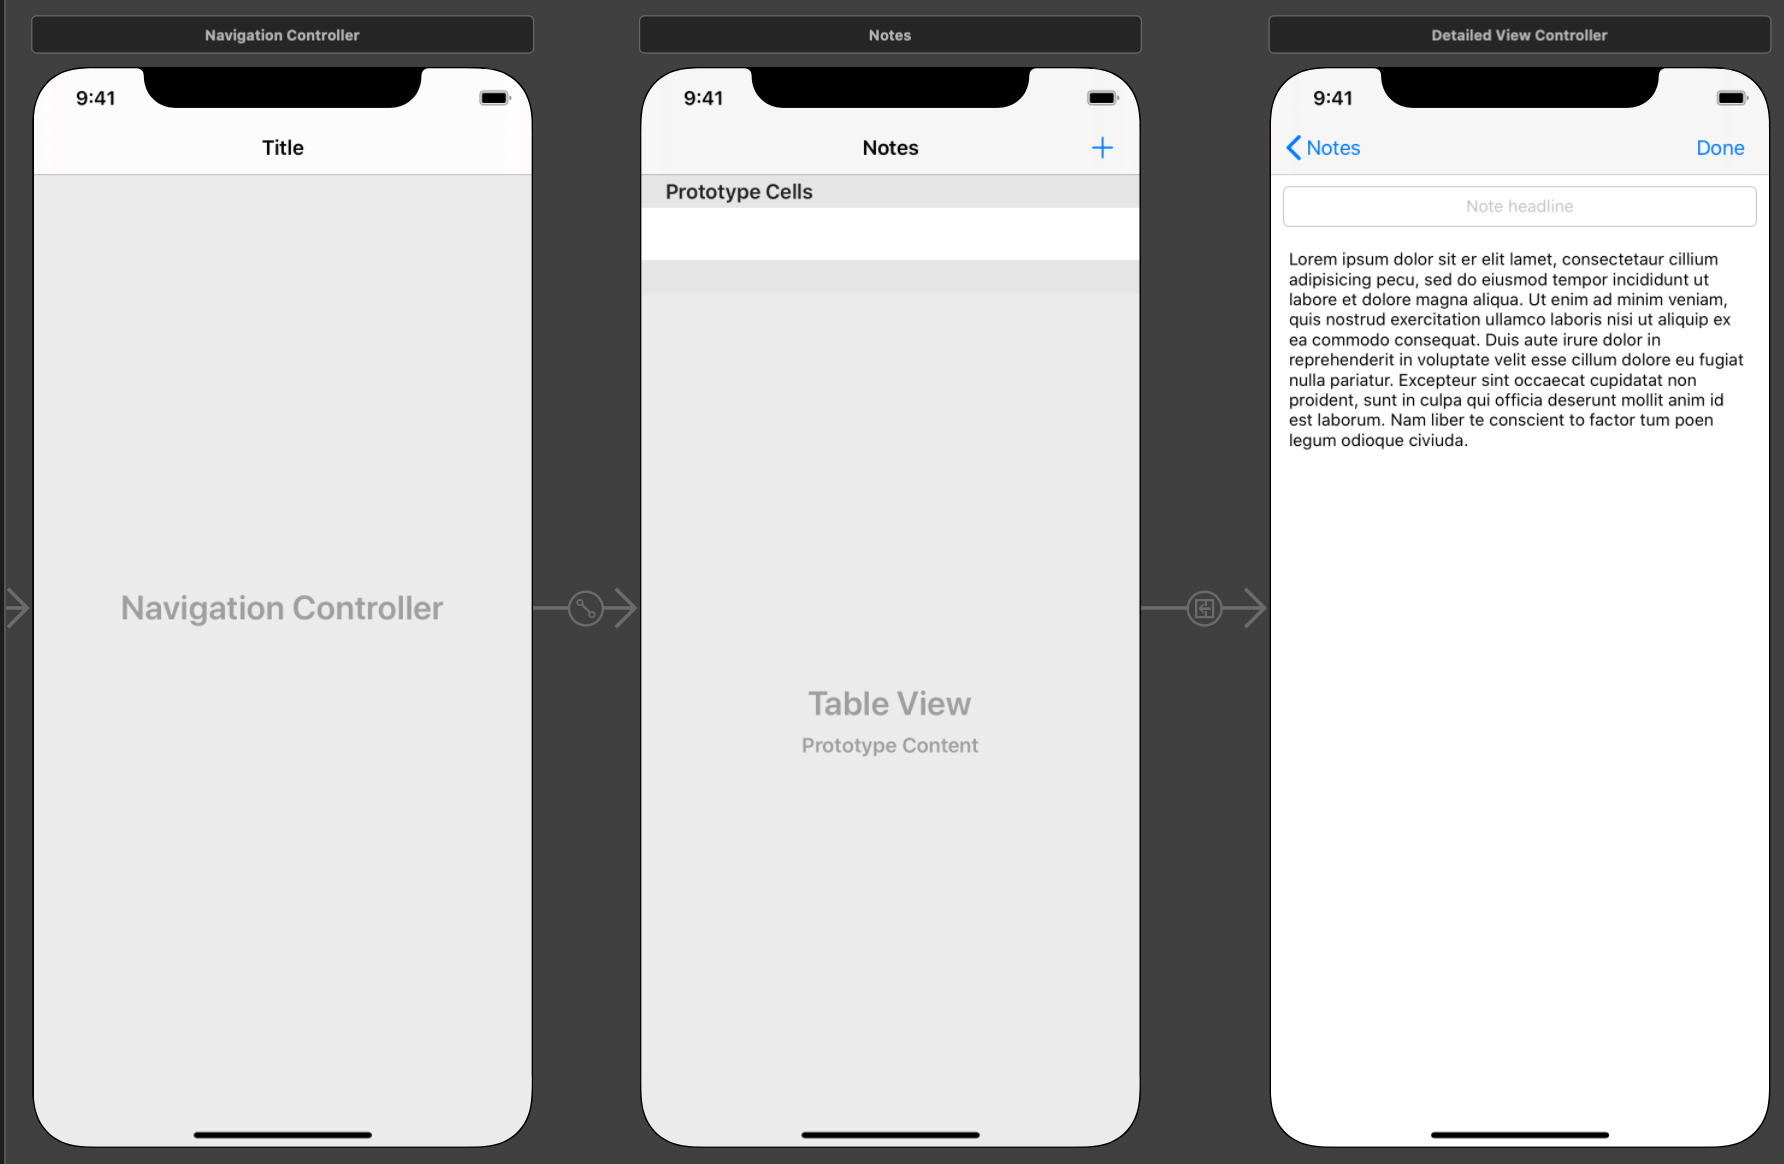 Navigation Controller
9:41
Title
Navigation Controller
Notes
9:41
Notes
Prototype Cells
Table View
Prototype Content
Detailed View Controller
9:41
Notes
Done
Note headline
Lorem ipsum dolor sit er elit lamet, consectetaur cillium
adipisicing pecu, sed do eiusmod tempor incididunt ut
labore et dolore magna aliqua. Ut enim ad minim veniam,
quis nostrud exercitation ullamco laboris nisi ut aliquip ex
ea commodo consequat. Duis aute irure dolor in
reprehenderit in voluptate velit esse cillum dolore eu fugiat
nulla pariatur. Excepteur sint occaecat cupidatat non
proident, sunt in culpa qui officia deserunt mollit anim id
est laborum. Nam liber te conscient to factor tum poen
legum odioque civiuda.